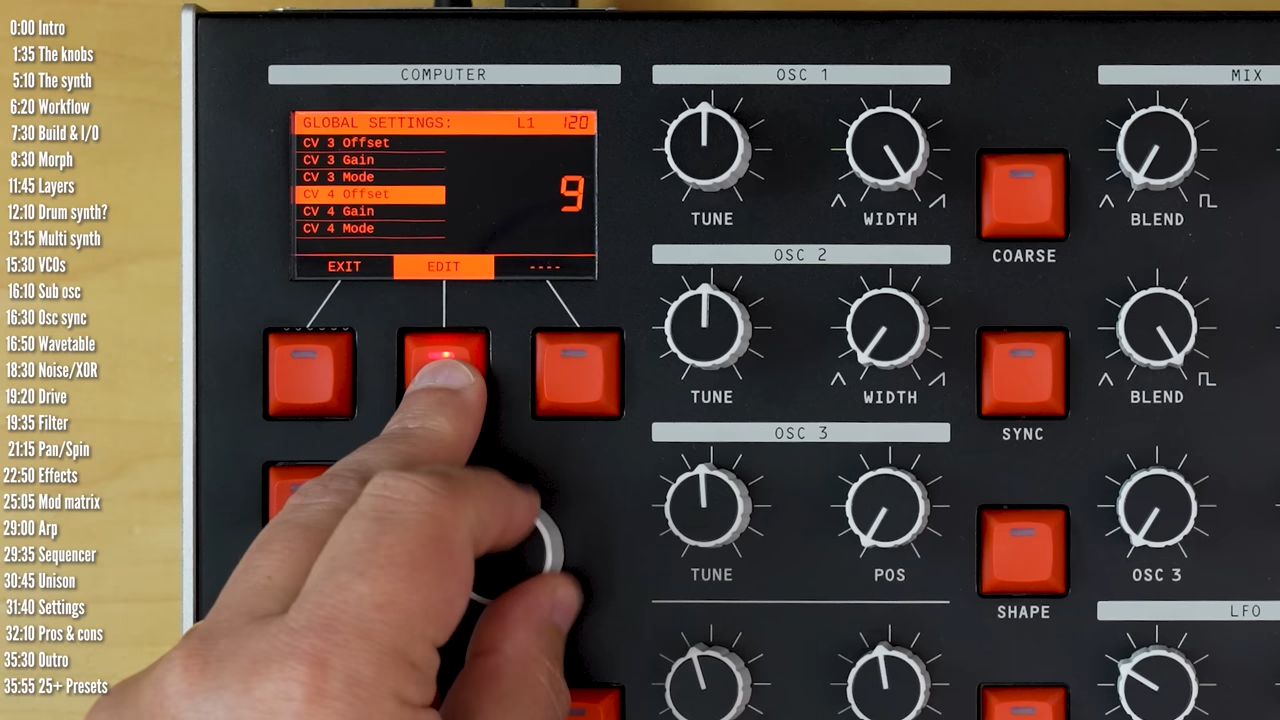 0:00 Intro
1:35 The knobs
5:10 The synth
6:20 Workflow
7:30 Build & I/O
8:30 Morph
11:45 Layers
12:10 Drum synth?
13:15 Multi synth
15:30 VCOs
16:10 Sub osc
16:30 Osc sync
16:50 Wavetable
18:30 Noise/XOR
19:20 Drive
19:35 Filter
21:15 Pan/Spin
22:50 Effects
25:05 Mod matrix
29:00 Arp
29:35 Sequencer
30:45 Unison
31:40 Settings
32:10 Pros & cons
35:30 Outro
35:55 25+ Presets
COMPUTER
GLOBAL SETTINGS: L1 120
CV 3 Offset
CV 3 Gain
CV 3 Mode
CV 4 Offset
CV 4 Gain
CV 4 Mode
9
EXIT EDIT ----
OSC 1
TUNE WIDTH
OSC 2
TUNE WIDTH
OSC 3
TUNE POS
COARSE
SYNC
SHAPE
MIX
BLEND
BLEND
OSC 3
LFO